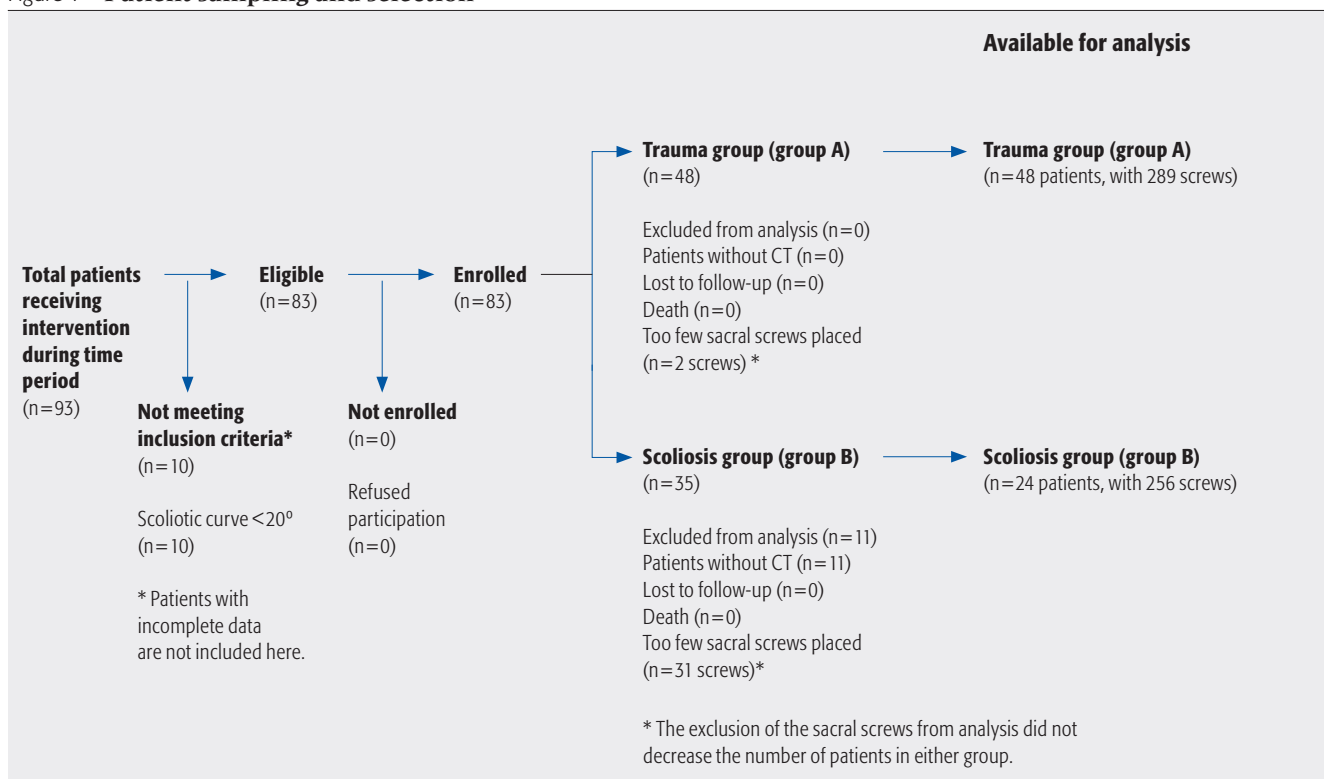 Patient sampling and selection
Available for analysis
Total patients
receiving
intervention
during time
period
(n=93)
Not meeting
inclusion criteria*
(n=10)
Scoliotic curve <20º
(n=10)
* Patients with
incomplete data
are not included here.
Eligible
(n=83)
Not enrolled
(n=0)
Refused
participation
(n=0)
Enrolled
(n=83)
Trauma group (group A)
(n=48)
Excluded from analysis (n=0)
Patients without CT (n=0)
Lost to follow-up (n=0)
Death (n=0)
Too few sacral screws placed
(n=2 screws) *
Trauma group (group A)
(n=48 patients, with 289 screws)
Scoliosis group (group B)
(n=35)
Excluded from analysis (n=11)
Patients without CT (n=11)
Lost to follow-up (n=0)
Death (n=0)
Too few sacral screws placed
(n=31 screws)*
* The exclusion of the sacral screws from analysis did not
decrease the number of patients in either group.
Scoliosis group (group B)
(n=24 patients, with 256 screws)